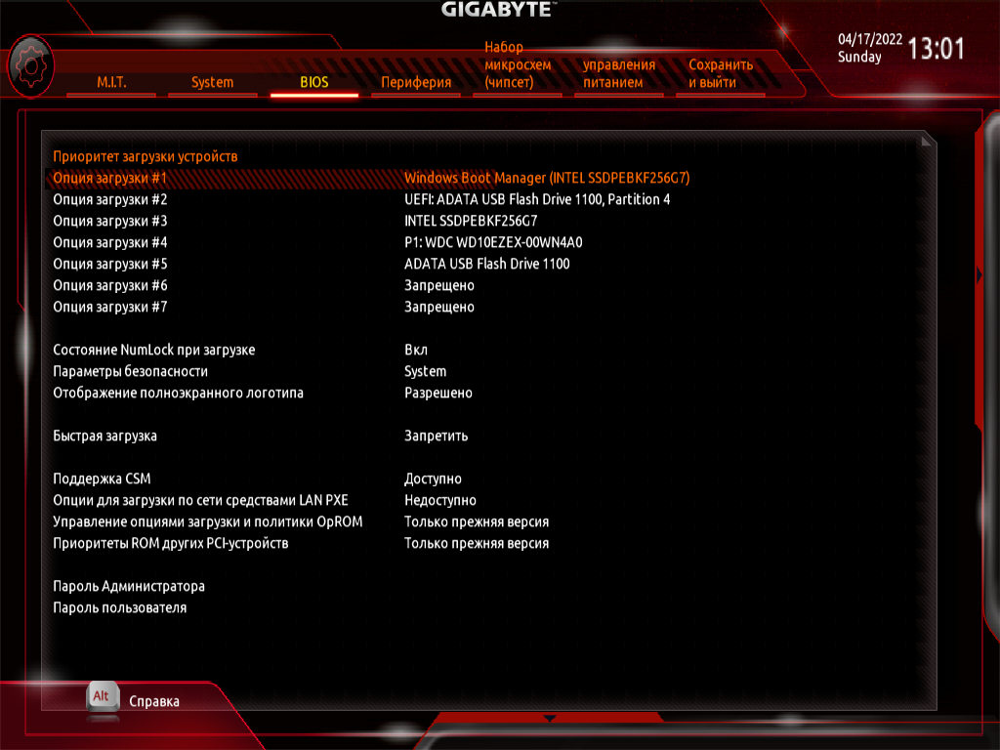 GIGABYTE™
04/17/2022
Sunday
13:01
M.I.T.
System
BIOS
Периферия
Набор
микросхем
(чипсет)
управления
питанием
Сохранить
и выйти
Приоритет загрузки устройств
Опция загрузки #1 Windows Boot Manager (INTEL SSDPEBKF256G7)
Опция загрузки #2 UEFI: ADATA USB Flash Drive 1100, Partition 4
Опция загрузки #3 INTEL SSDPEBKF256G7
Опция загрузки #4 P1: WDC WD10EZEX-00WN4A0
Опция загрузки #5 ADATA USB Flash Drive 1100
Опция загрузки #6 Запрещено
Опция загрузки #7 Запрещено
Состояние NumLock при загрузке Вкл
Параметры безопасности System
Отображение полноэкранного логотипа Разрешено
Быстрая загрузка Запретить
Поддержка CSM Доступно
Опции для загрузки по сети средствами LAN PXE Недоступно
Управление опциями загрузки и политики OpROM Только прежняя версия
Приоритеты ROM других PCI-устройств Только прежняя версия
Пароль Администратора
Пароль пользователя
Alt Справка